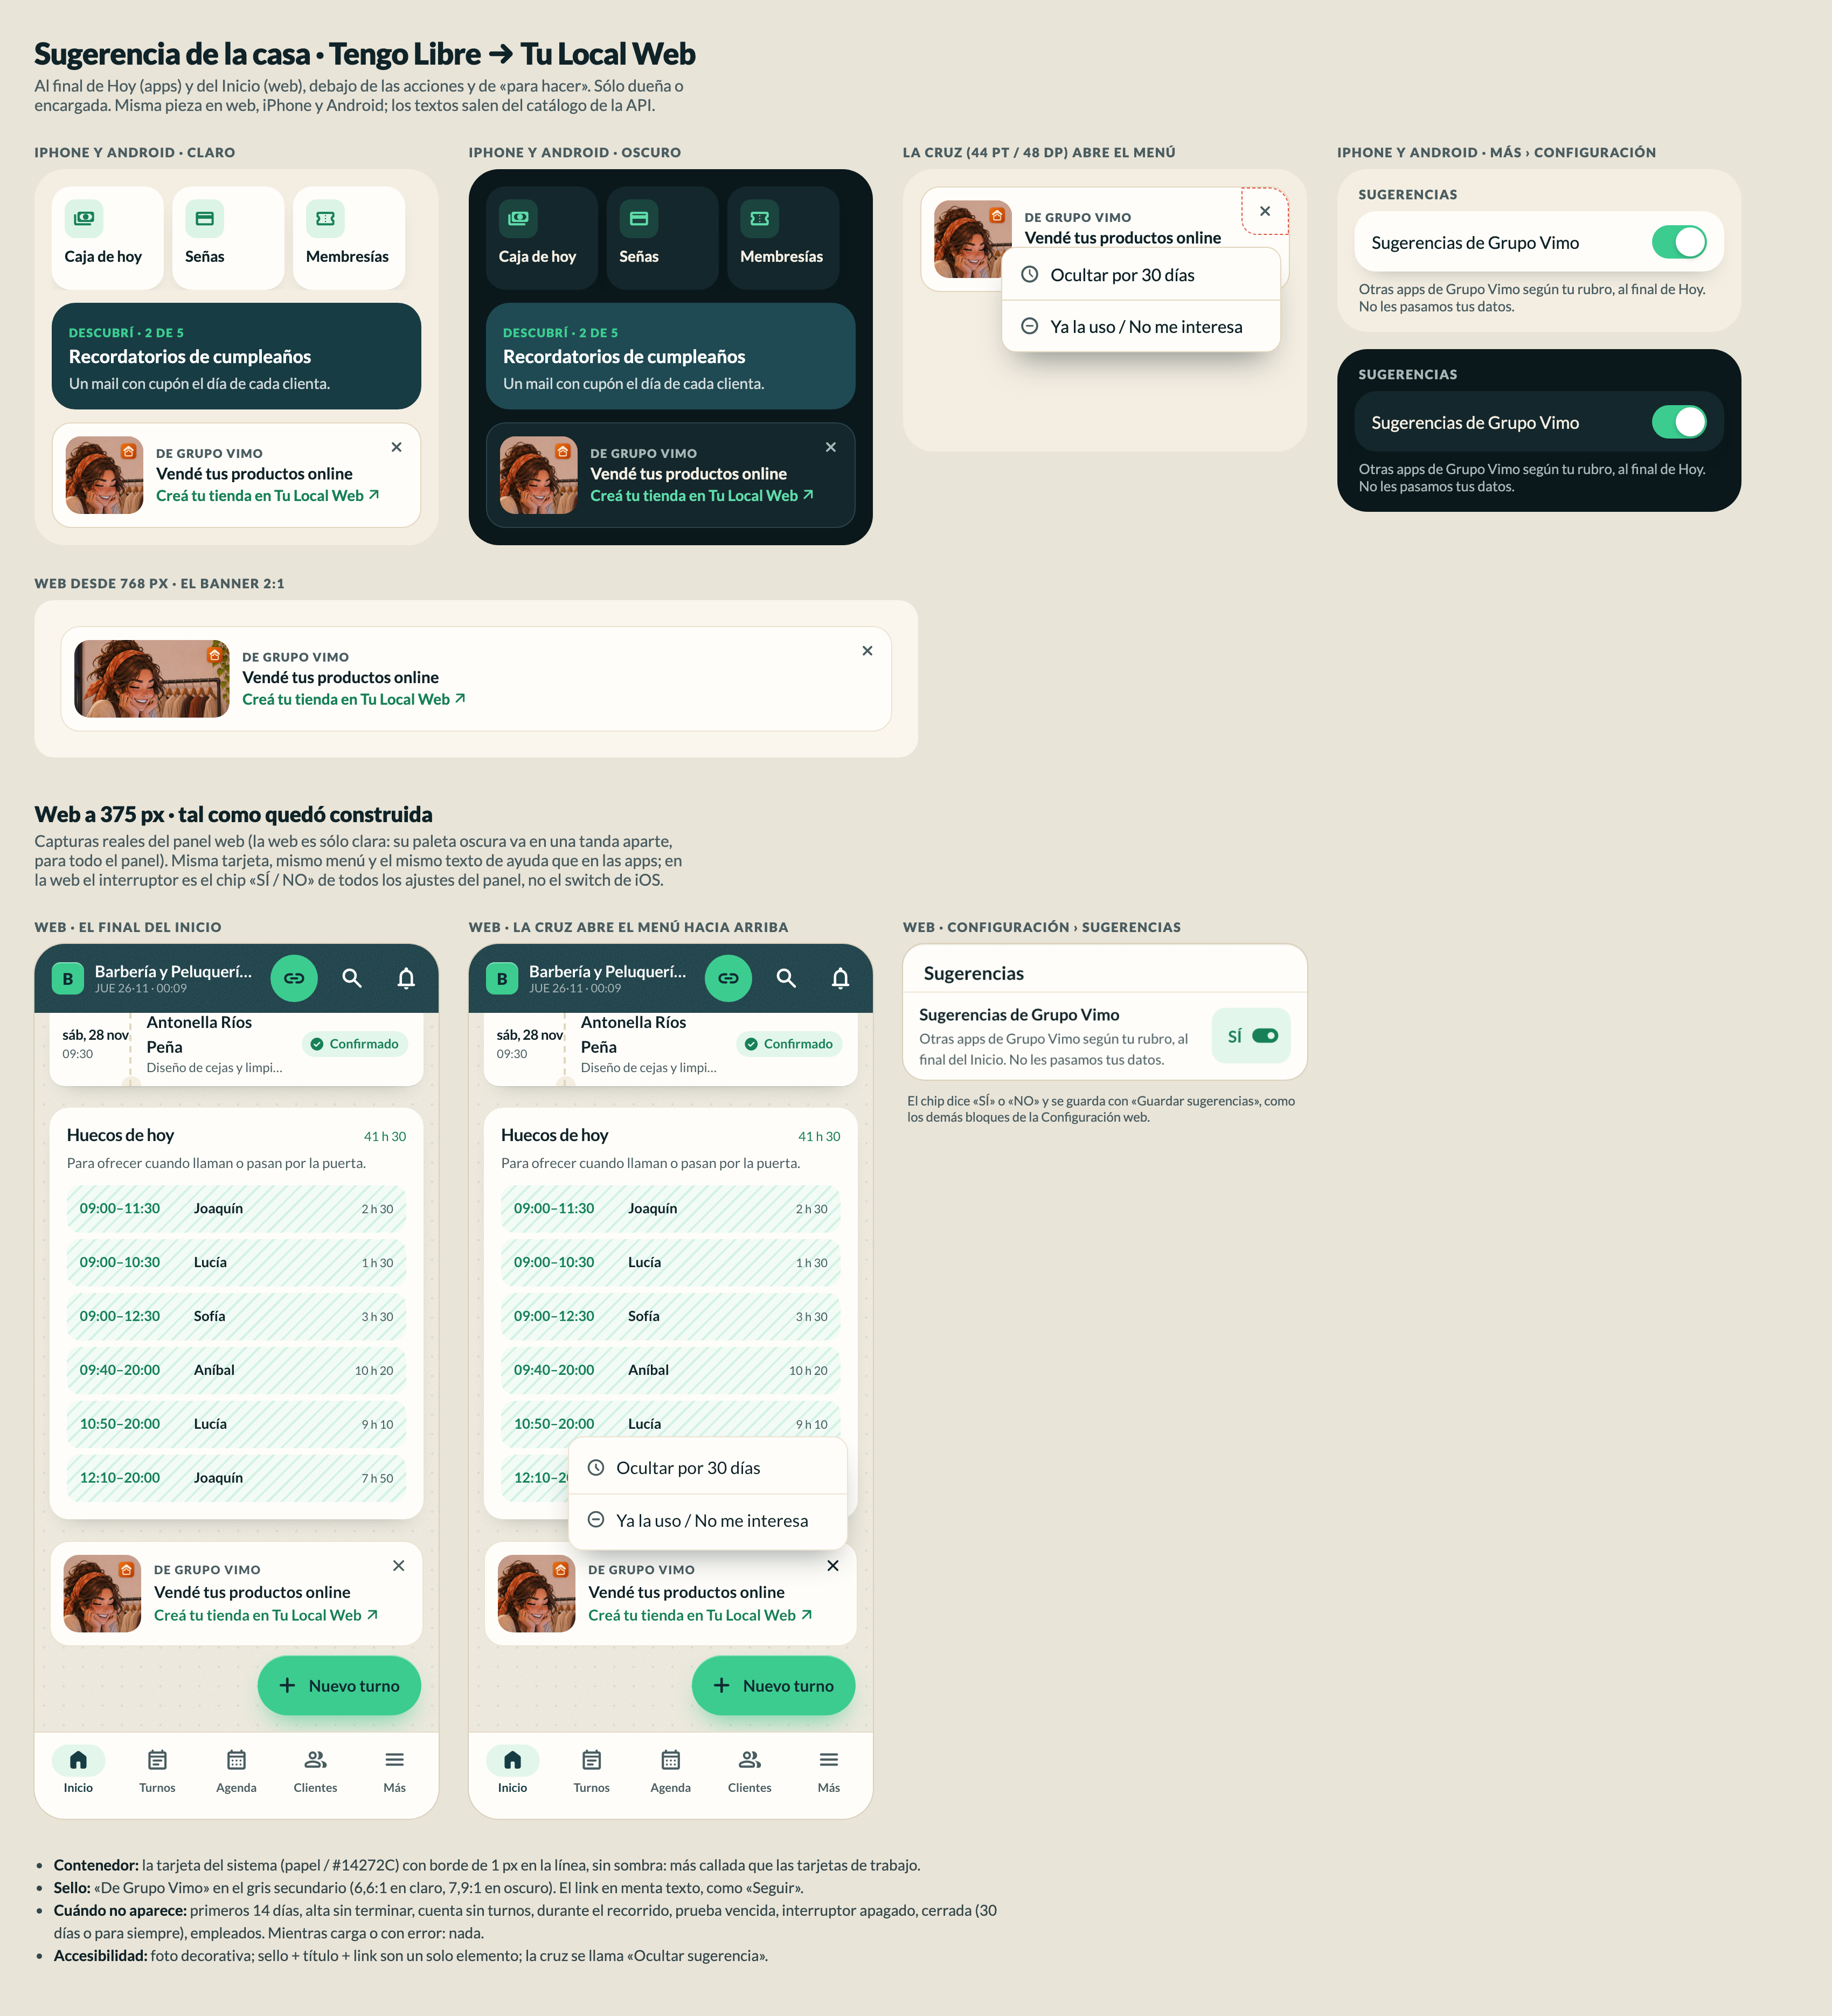 Sugerencia de la casa · Tengo Libre → Tu Local Web
Al final de Hoy (apps) y del Inicio (web), debajo de las acciones y de «para hacer». Sólo dueña o
encargada. Misma pieza en web, iPhone y Android; los textos salen del catálogo de la API.
IPHONE Y ANDROID · CLARO
Caja de hoy
Señas
Membresías
DESCUBRÍ · 2 DE 5
Recordatorios de cumpleaños
Un mail con cupón el día de cada clienta.
DE GRUPO VIMO
Vendé tus productos online
Creá tu tienda en Tu Local Web ↗
IPHONE Y ANDROID · OSCURO
Caja de hoy
Señas
Membresías
DESCUBRÍ · 2 DE 5
Recordatorios de cumpleaños
Un mail con cupón el día de cada clienta.
DE GRUPO VIMO
Vendé tus productos online
Creá tu tienda en Tu Local Web ↗
LA CRUZ (44 PT / 48 DP) ABRE EL MENÚ
DE GRUPO VIMO
Vendé tus productos online
Ocultar por 30 días
Ya la uso / No me interesa
IPHONE Y ANDROID · MÁS › CONFIGURACIÓN
SUGERENCIAS
Sugerencias de Grupo Vimo
Otras apps de Grupo Vimo según tu rubro, al final de Hoy.
No les pasamos tus datos.
SUGERENCIAS
Sugerencias de Grupo Vimo
Otras apps de Grupo Vimo según tu rubro, al final de Hoy.
No les pasamos tus datos.
WEB DESDE 768 PX · EL BANNER 2:1
DE GRUPO VIMO
Vendé tus productos online
Creá tu tienda en Tu Local Web ↗
Web a 375 px · tal como quedó construida
Capturas reales del panel web (la web es sólo clara: su paleta oscura va en una tanda aparte,
para todo el panel). Misma tarjeta, mismo menú y el mismo texto de ayuda que en las apps; en
la web el interruptor es el chip «SÍ / NO» de todos los ajustes del panel, no el switch de iOS.
WEB · EL FINAL DEL INICIO
B
Barbería y Peluquerí...
JUE 26·11 · 00:09
sáb, 28 nov
09:30
Antonella Ríos
Peña
Diseño de cejas y limpi...
Confirmado
Huecos de hoy
41 h 30
Para ofrecer cuando llaman o pasan por la puerta.
09:00–11:30 Joaquín 2 h 30
09:00–10:30 Lucía 1 h 30
09:00–12:30 Sofía 3 h 30
09:40–20:00 Aníbal 10 h 20
10:50–20:00 Lucía 9 h 10
12:10–20:00 Joaquín 7 h 50
DE GRUPO VIMO
Vendé tus productos online
Creá tu tienda en Tu Local Web ↗
+ Nuevo turno
Inicio
Turnos
Agenda
Clientes
Más
WEB · LA CRUZ ABRE EL MENÚ HACIA ARRIBA
B
Barbería y Peluquerí...
JUE 26·11 · 00:09
sáb, 28 nov
09:30
Antonella Ríos
Peña
Diseño de cejas y limpi...
Confirmado
Huecos de hoy
41 h 30
Para ofrecer cuando llaman o pasan por la puerta.
09:00–11:30 Joaquín 2 h 30
09:00–10:30 Lucía 1 h 30
09:00–12:30 Sofía 3 h 30
09:40–20:00 Aníbal 10 h 20
10:50–20:00 Lucía 9 h 10
12:10–20
Ocultar por 30 días
Ya la uso / No me interesa
DE GRUPO VIMO
Vendé tus productos online
Creá tu tienda en Tu Local Web ↗
+ Nuevo turno
Inicio
Turnos
Agenda
Clientes
Más
WEB · CONFIGURACIÓN › SUGERENCIAS
Sugerencias
Sugerencias de Grupo Vimo
Otras apps de Grupo Vimo según tu rubro, al
final del Inicio. No les pasamos tus datos.
SÍ
El chip dice «SÍ» o «NO» y se guarda con «Guardar sugerencias», como
los demás bloques de la Configuración web.
• Contenedor: la tarjeta del sistema (papel / #14272C) con borde de 1 px en la línea, sin sombra: más callada que las tarjetas de trabajo.
• Sello: «De Grupo Vimo» en el gris secundario (6,6:1 en claro, 7,9:1 en oscuro). El link en menta texto, como «Seguir».
• Cuándo no aparece: primeros 14 días, alta sin terminar, cuenta sin turnos, durante el recorrido, prueba vencida, interruptor apagado, cerrada (30
días o para siempre), empleados. Mientras carga o con error: nada.
• Accesibilidad: foto decorativa; sello + título + link son un solo elemento; la cruz se llama «Ocultar sugerencia».